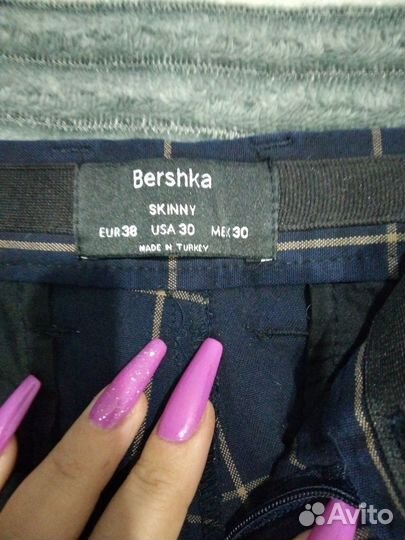 Bershka
SKINNY
EUR38 USA 30 MEX 30
MADE IN TURKEY
Avito